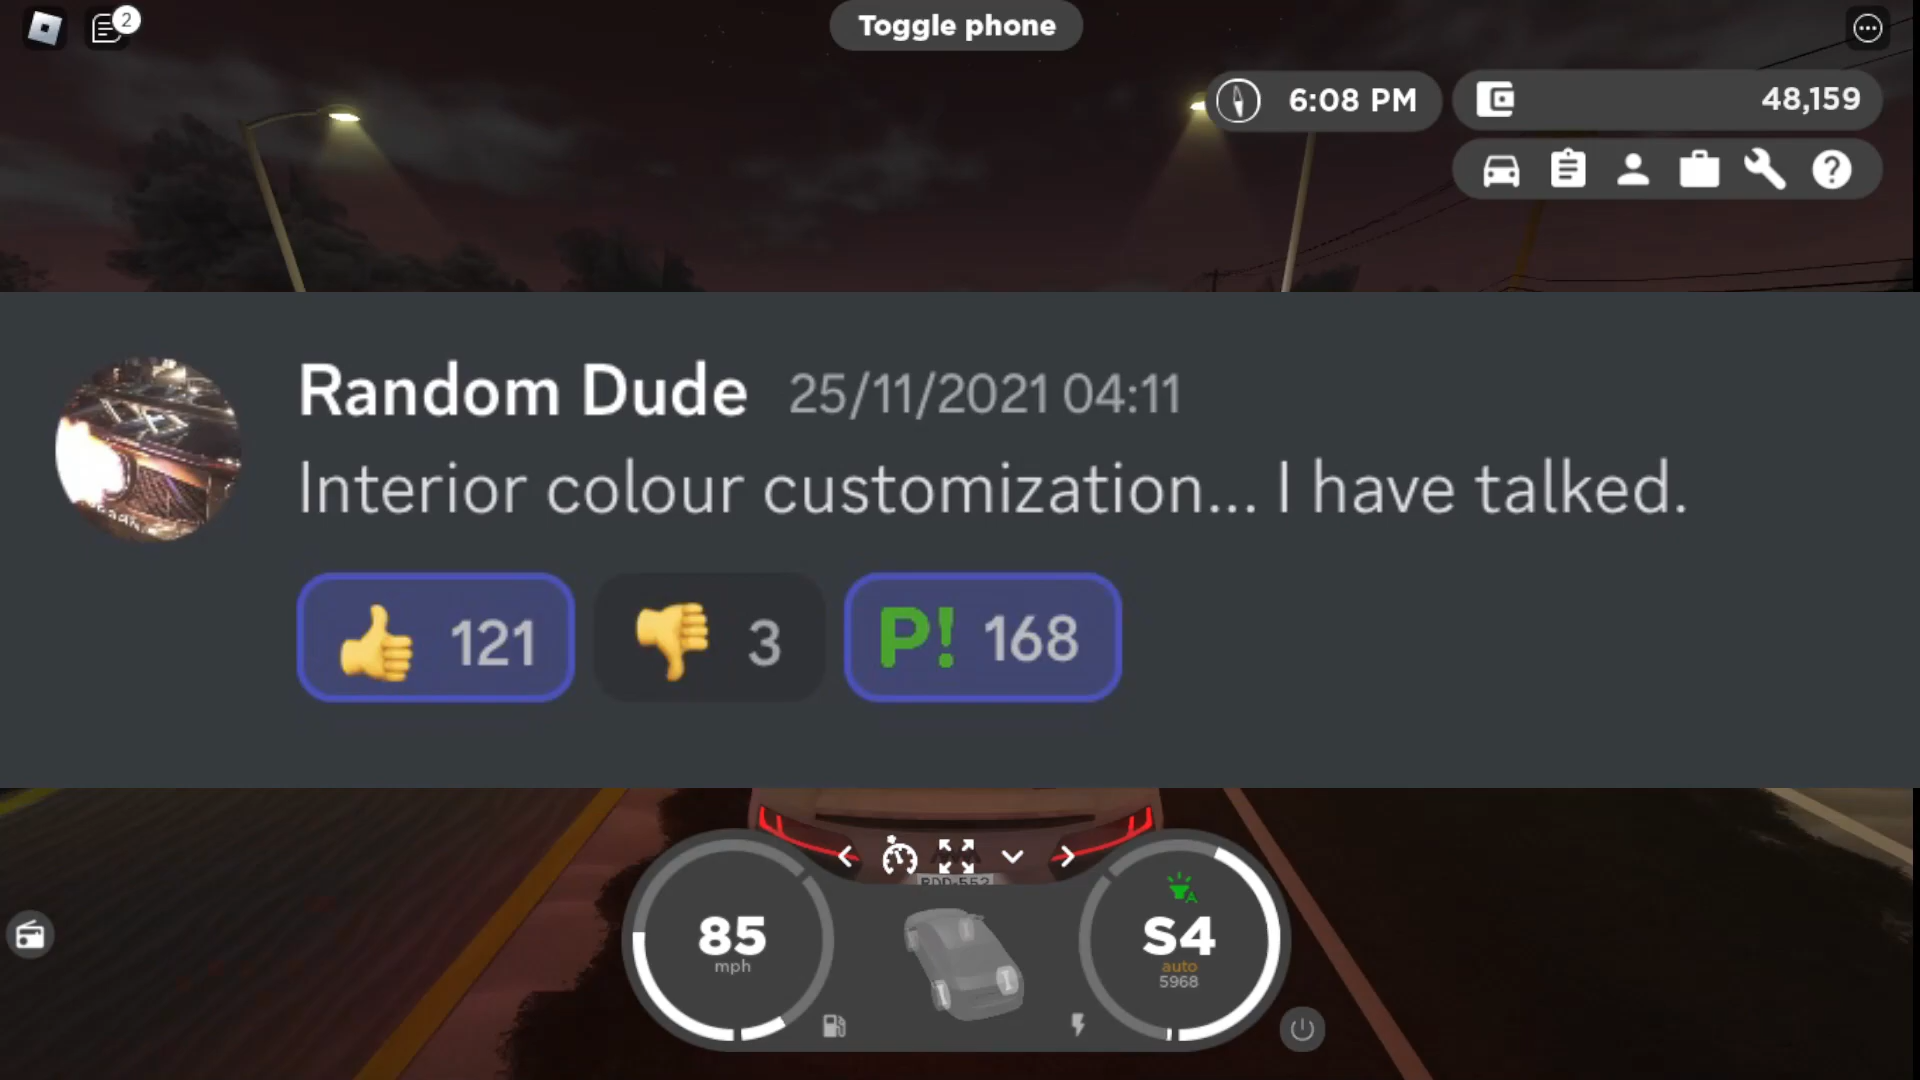 2
Toggle phone
6:08 PM
48,159
Random Dude 25/11/2021 04:11
Interior colour customization... I have talked.
121
3
P! 168
85
mph
S4
auto
5968